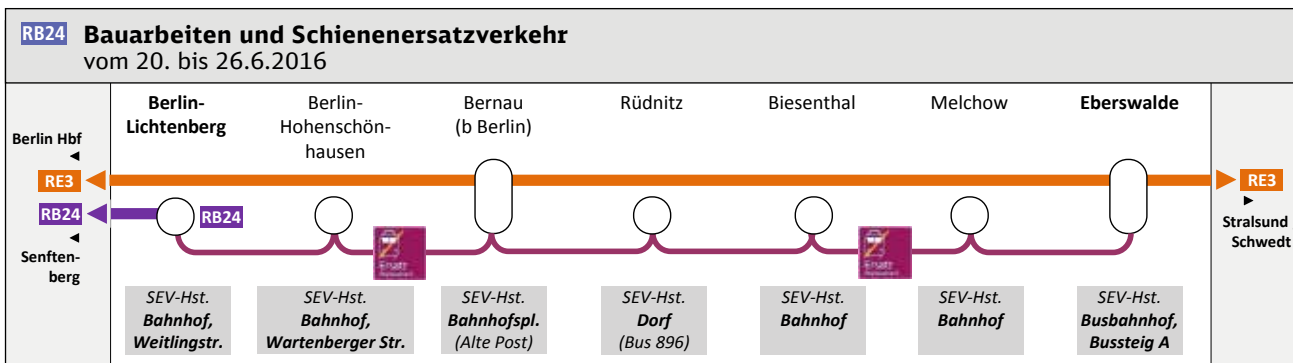 RB24 Bauarbeiten und Schienenersatzverkehr
vom 20. bis 26.6.2016
Berlin-
Lichtenberg
Berlin-
Hohenschön-
hausen
Bernau
(b Berlin)
Rüdnitz
Biesenthal
Melchow
Eberswalde
Berlin Hbf
RE3
RB24
Senften-
berg
RB24
RE3
Stralsund
Schwedt
Ersatz
Ersatz
SEV-Hst.
Bahnhof,
Weitlingstr.
SEV-Hst.
Bahnhof,
Wartenberger Str.
SEV-Hst.
Bahnhofspl.
(Alte Post)
SEV-Hst.
Dorf
(Bus 896)
SEV-Hst.
Bahnhof
SEV-Hst.
Bahnhof
SEV-Hst.
Busbahnhof,
Bussteig A